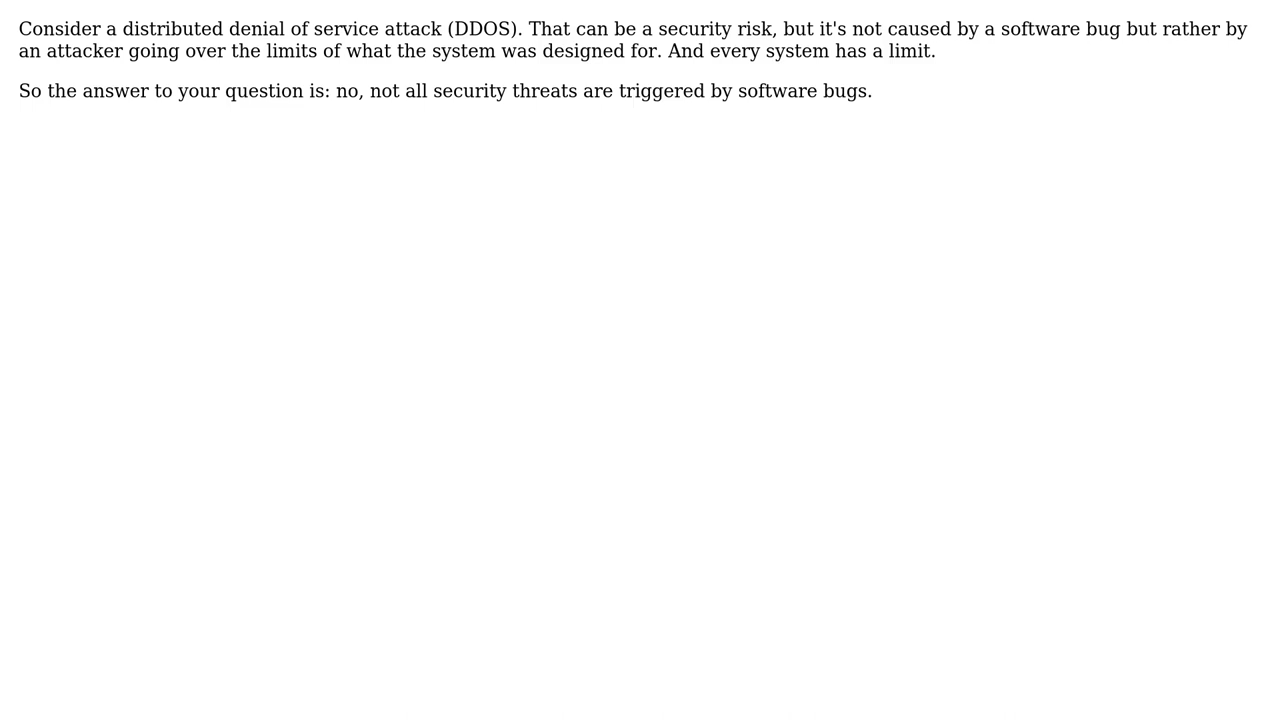 Consider a distributed denial of service attack (DDOS). That can be a security risk, but it's not caused by a software bug but rather by
an attacker going over the limits of what the system was designed for. And every system has a limit.
So the answer to your question is: no, not all security threats are triggered by software bugs.